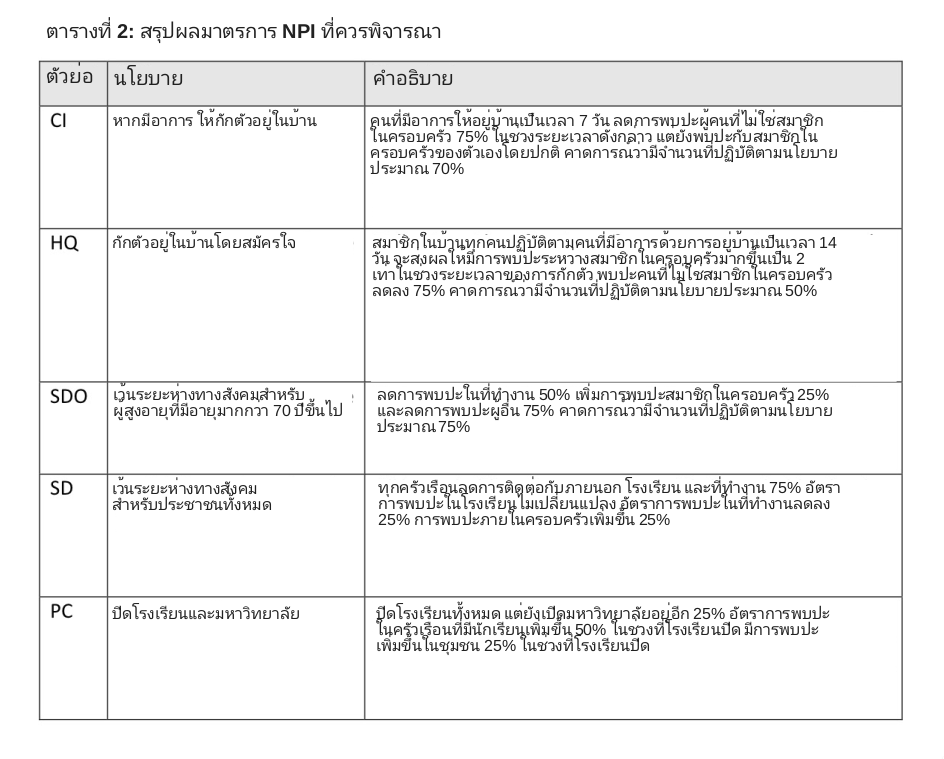 ตารางที่ 2: สรุปผลมาตรการ NPI ที่ควรพิจารณา
ตัวย่อ นโยบาย คำอธิบาย
CI หากมีอาการ ให้กักตัวอยู่ในบ้าน
คนที่มีอาการให้อยู่บ้านเป็นเวลา 7 วัน ลดการพบปะผู้คนที่ไม่ใช่สมาชิก
ในครอบครัว 75% ในช่วงระยะเวลาดังกล่าว แต่ยังพบปะกับสมาชิกใน
ครอบครัวของตัวเองโดยปกติ คาดการณ์ว่ามีจำนวนที่ปฏิบัติตามนโยบาย
ประมาณ 70%
HQ กักตัวอยู่ในบ้านโดยสมัครใจ
สมาชิกในบ้านทุกคนปฏิบัติตามคนที่มีอาการด้วยการอยู่บ้านเป็นเวลา 14
วัน จะส่งผลให้มีการพบปะระหว่างสมาชิกในครอบครัวมากขึ้นเป็น 2
เท่าในช่วงระยะเวลาของการกักตัว พบปะคนที่ไม่ใช่สมาชิกในครอบครัว
ลดลง 75% คาดการณ์ว่ามีจำนวนที่ปฏิบัติตามนโยบายประมาณ 50%
SDO เว้นระยะห่างทางสังคมสำหรับ
ผู้สูงอายุที่มีอายุมากกว่า 70 ปีขึ้นไป
ลดการพบปะในที่ทำงาน 50% เพิ่มการพบปะสมาชิกในครอบครัว 25%
และลดการพบปะผู้อื่น 75% คาดการณ์ว่ามีจำนวนที่ปฏิบัติตามนโยบาย
ประมาณ 75%
SD เว้นระยะห่างทางสังคม
สำหรับประชาชนทั้งหมด
ทุกครัวเรือนลดการติดต่อกับภายนอก โรงเรียน และที่ทำงาน 75% อัตรา
การพบปะในโรงเรียนไม่เปลี่ยนแปลง อัตราการพบปะในที่ทำงานลดลง
25% การพบปะภายในครอบครัวเพิ่มขึ้น 25%
PC ปิดโรงเรียนและมหาวิทยาลัย
ปิดโรงเรียนทั้งหมด แต่ยังเปิดมหาวิทยาลัยอยู่อีก 25% อัตราการพบปะ
ในครัวเรือนที่มีนักเรียนเพิ่มขึ้น 50% ในช่วงที่โรงเรียนปิด มีการพบปะ
เพิ่มขึ้นในชุมชน 25% ในช่วงที่โรงเรียนปิด